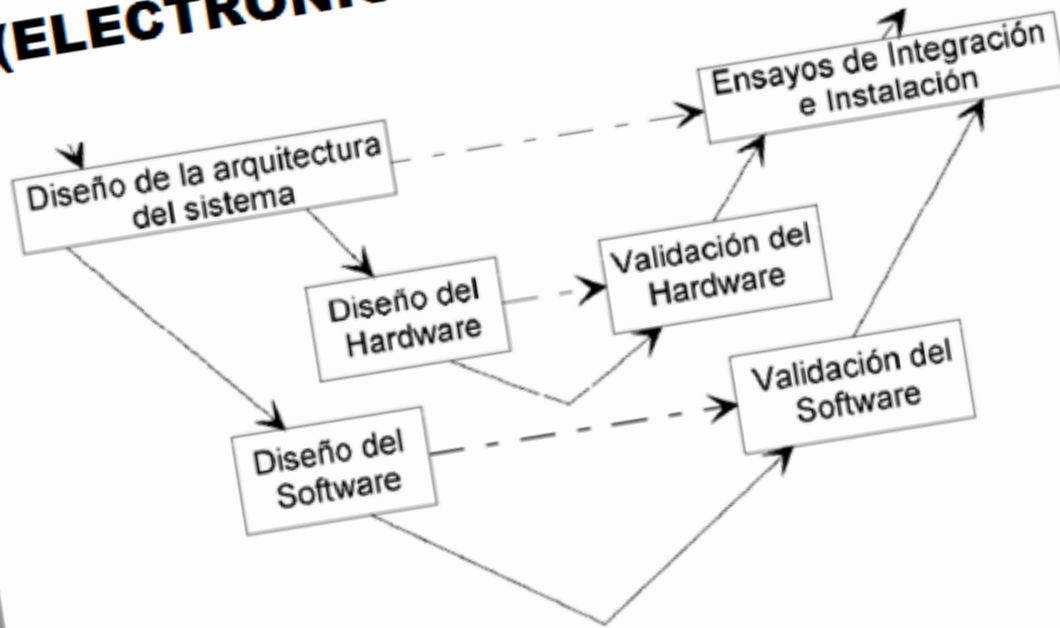 Ensayos de Integración
e Instalación
Diseño de la arquitectura
del sistema
Validación del
Hardware
Diseño del
Hardware
Validación del
Software
Diseño del
Software